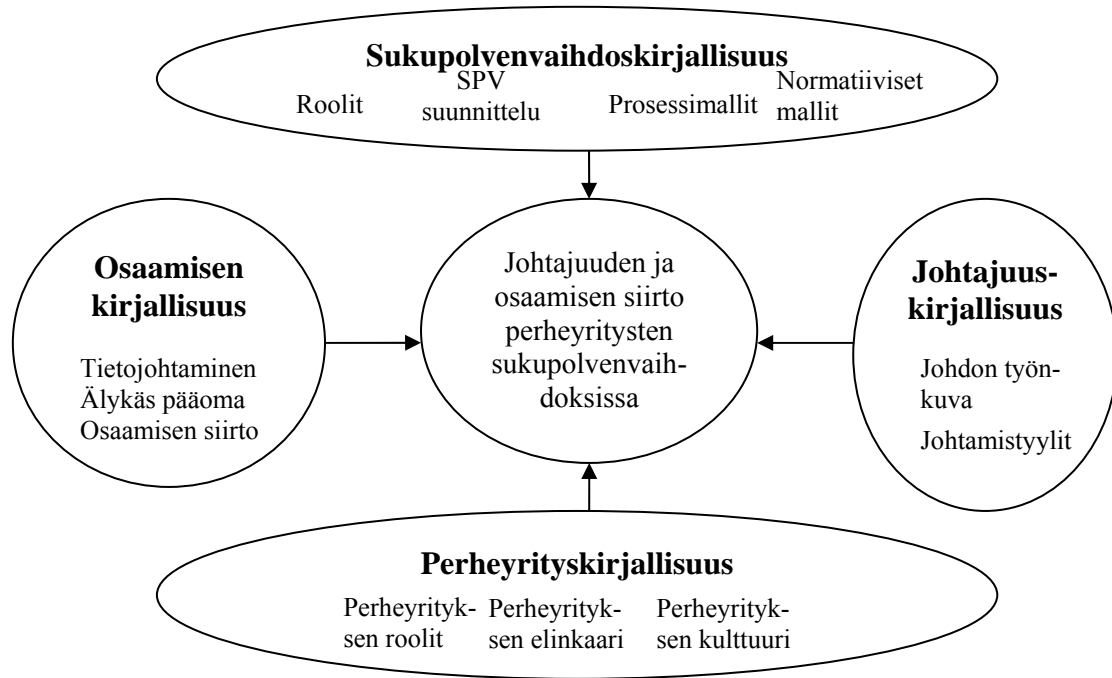 Sukupolvenvaihdoskirjallisuus
Roolit
SPV
suunnittelu
Prosessimallit
Normatiiviset
mallit
Osaamisen
kirjallisuus
Tietojohtaminen
Älykäs pääoma
Osaamisen siirto
Johtajuuden ja
osaamisen siirto
perheyritysten
sukupolvenvaih-
doksissa
Johtajuus-
kirjallisuus
Johdon työn-
kuva
Johtamistyylit
Perheyrityskirjallisuus
Perheyrityk-
sen roolit
Perheyrityk-
sen elinkaari
Perheyrityk-
sen kulttuuri